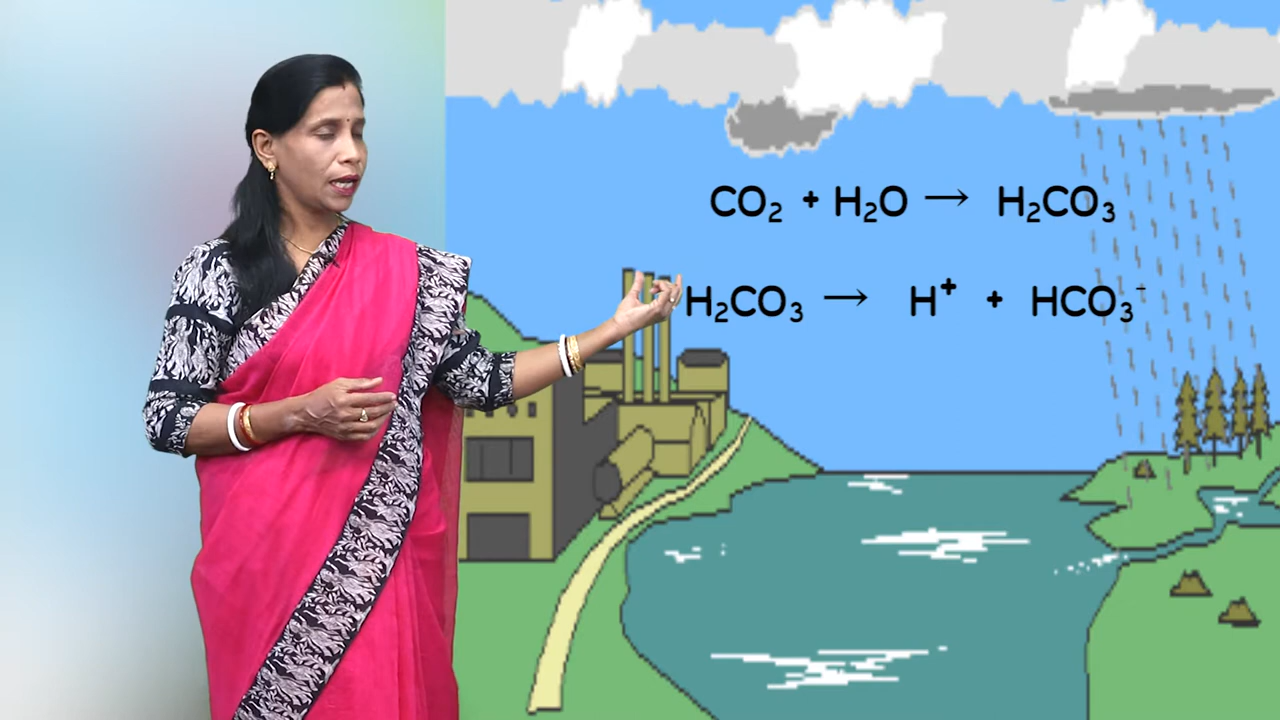 CO₂ + H₂O → H₂CO₃
H₂CO₃ → H⁺ + HCO₃⁻